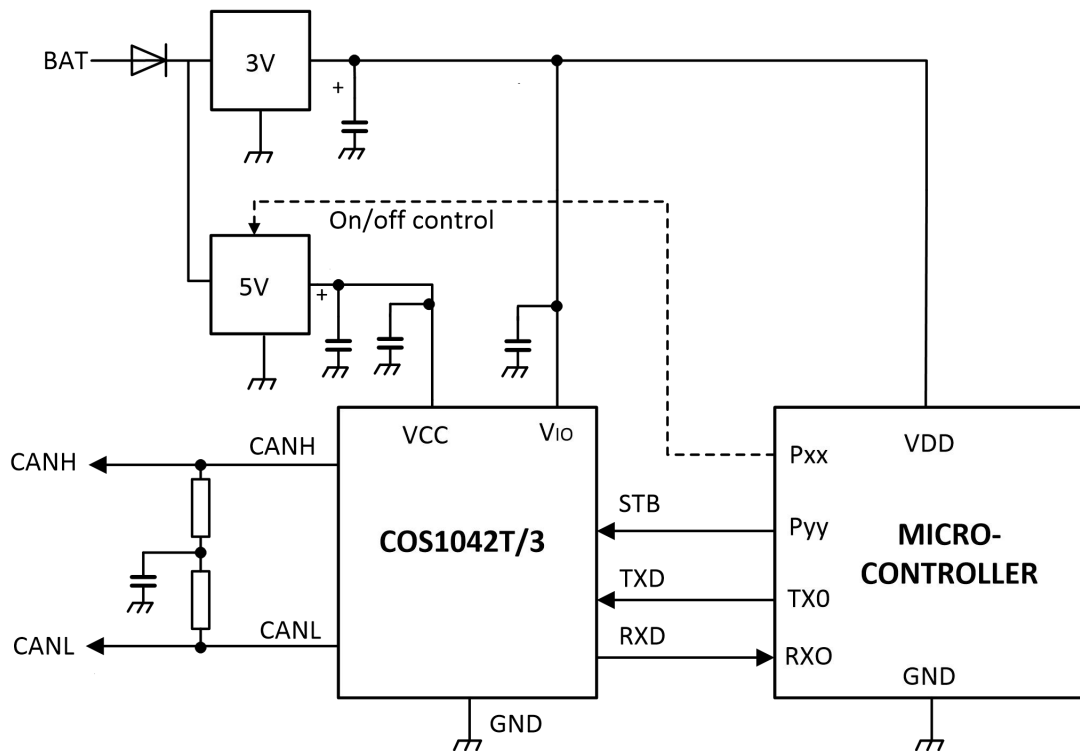 BAT
3V
+
On/off control
5V
+
VCC
VIO
VDD
CANH
CANH
Pxx
STB
Pyy
COS1042T/3
MICRO-
CONTROLLER
TXD
TX0
CANL
CANL
RXD
RXO
GND
GND